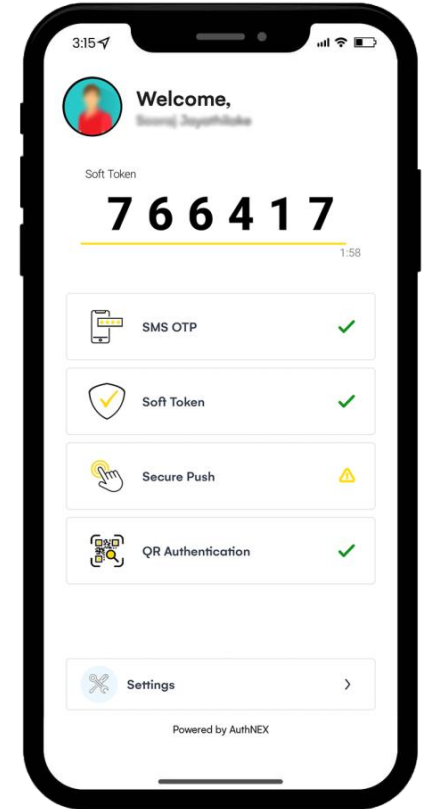 3:15
Welcome,
Soft Token
766417
1:58
SMS OTP
Soft Token
Secure Push
QR Authentication
Settings
Powered by AuthNEX